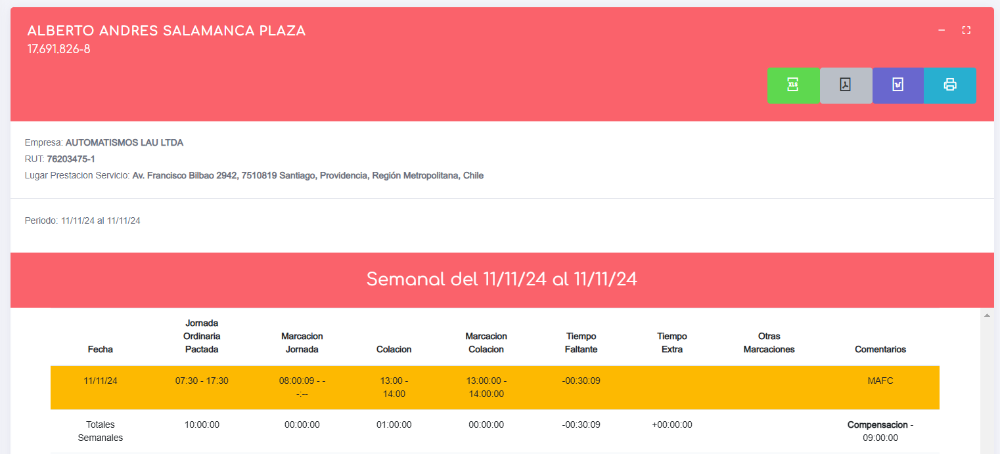 ALBERTO ANDRES SALAMANCA PLAZA
17.691.826-8
XLS
Empresa: AUTOMATISMOS LAU LTDA
RUT: 76203475-1
Lugar Prestacion Servicio: Av. Francisco Bilbao 2942, 7510819 Santiago, Providencia, Región Metropolitana, Chile
Periodo: 11/11/24 al 11/11/24
Semanal del 11/11/24 al 11/11/24
Fecha
Jornada
Ordinaria
Pactada
Marcacion
Jornada
Colacion
Marcacion
Colacion
Tiempo
Faltante
Tiempo
Extra
Otras
Marcaciones
Comentarios
11/11/24
07:30 - 17:30
08:00:09 - -
-:--
13:00 -
14:00
13:00:00 -
14:00:00
-00:30:09
MAFC
Totales
Semanales
10:00:00
00:00:00
01:00:00
00:00:00
-00:30:09
+00:00:00
Compensacion -
09:00:00